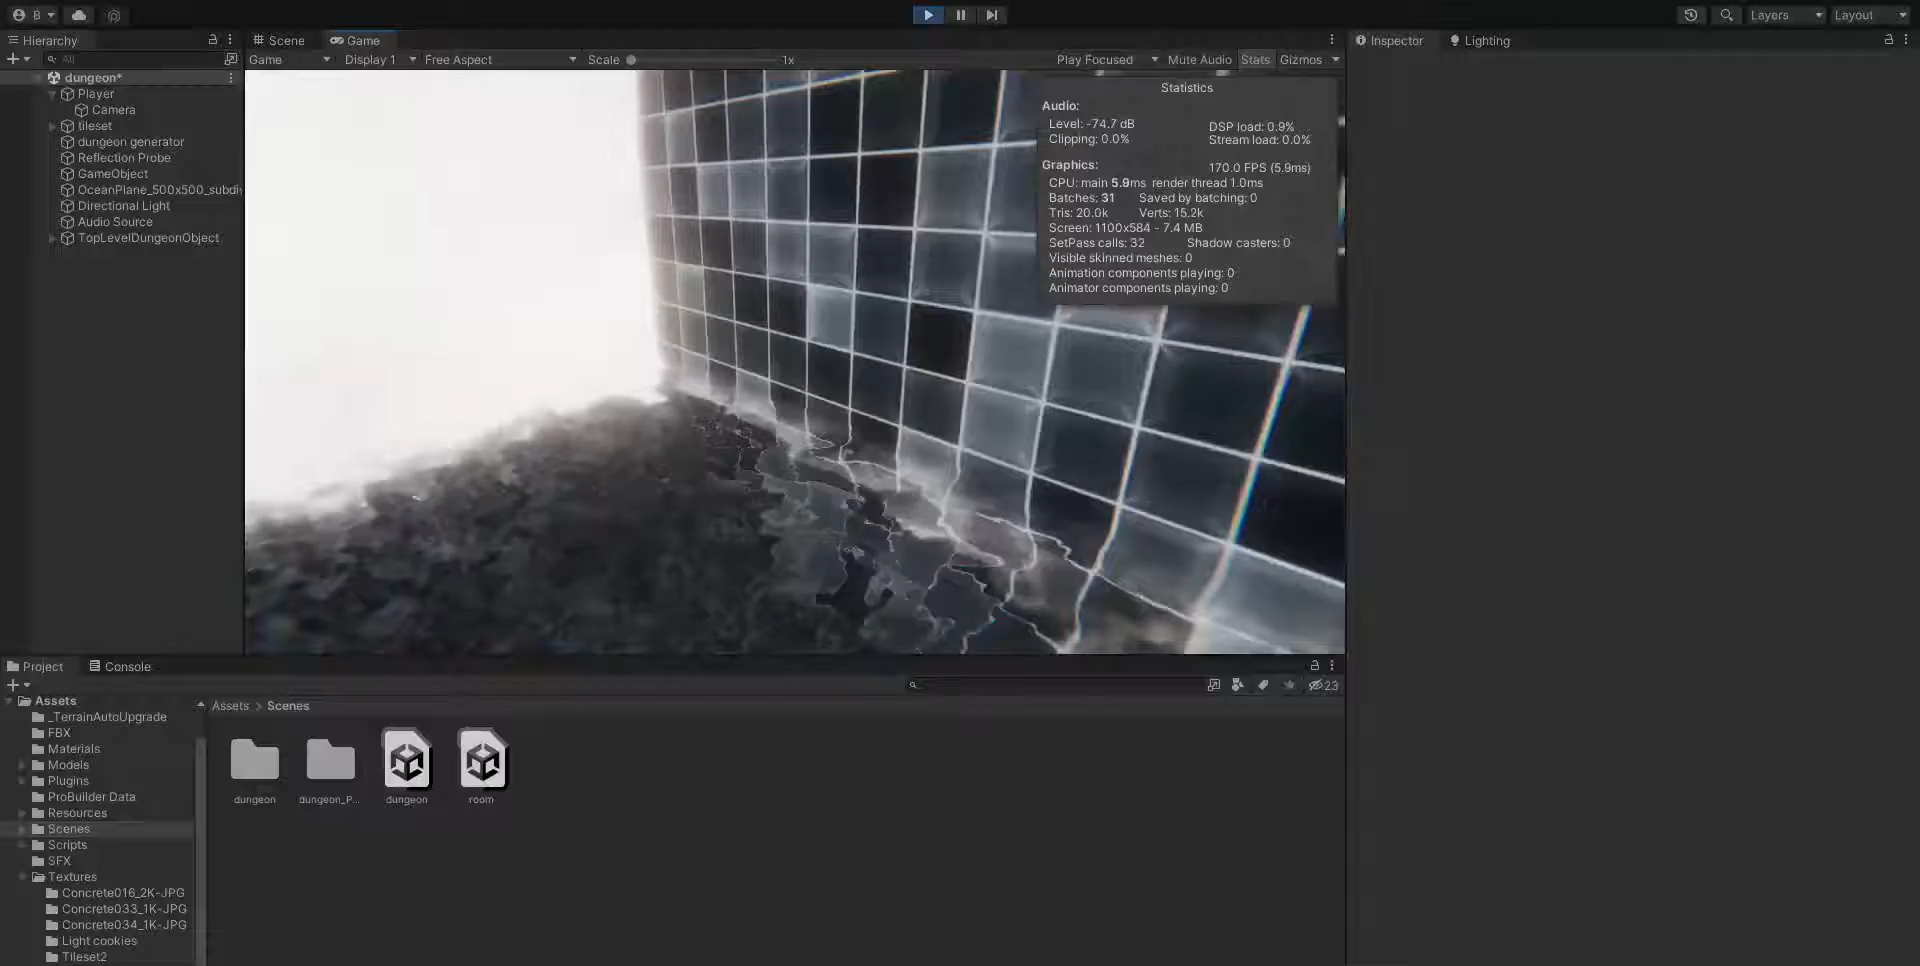 B
Layers
Layout
Hierarchy
Scene
Game
Inspector
Lighting
All
Game
Display 1
Free Aspect
Scale
1x
Play Focused
Mute Audio
Stats
Gizmos
dungeon*
Player
Camera
tileset
dungeon generator
Reflection Probe
GameObject
OceanPlane_500x500_subdi
Directional Light
Audio Source
TopLevelDungeonObject
Statistics
Audio:
Level: -74.7 dB
DSP load: 0.9%
Clipping: 0.0%
Stream load: 0.0%
Graphics:
170.0 FPS (5.9ms)
CPU: main 5.9ms render thread 1.0ms
Batches: 31 Saved by batching: 0
Tris: 20.0k Verts: 15.2k
Screen: 1100x584 - 7.4 MB
SetPass calls: 32 Shadow casters: 0
Visible skinned meshes: 0
Animation components playing: 0
Animator components playing: 0
Project
Console
23
Assets
_TerrainAutoUpgrade
FBX
Materials
Models
Plugins
ProBuilder Data
Resources
Scenes
Scripts
SFX
Textures
Concrete016_2K-JPG
Concrete033_1K-JPG
Concrete034_1K-JPG
Light cookies
Tileset2
Assets > Scenes
dungeon
dungeon_P...
dungeon
room